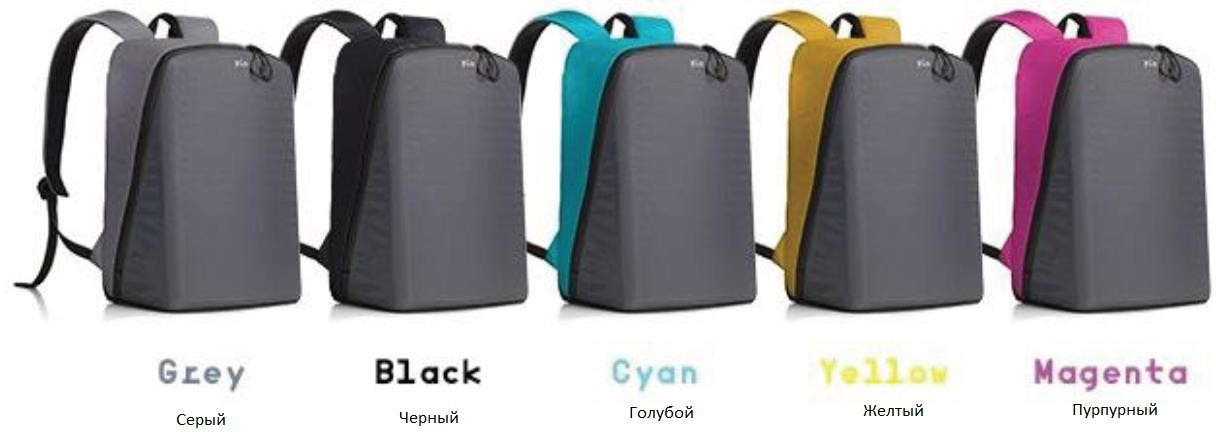 Grey Black Cyan Yellow Magenta
Серый Черный Голубой Желтый Пурпурный